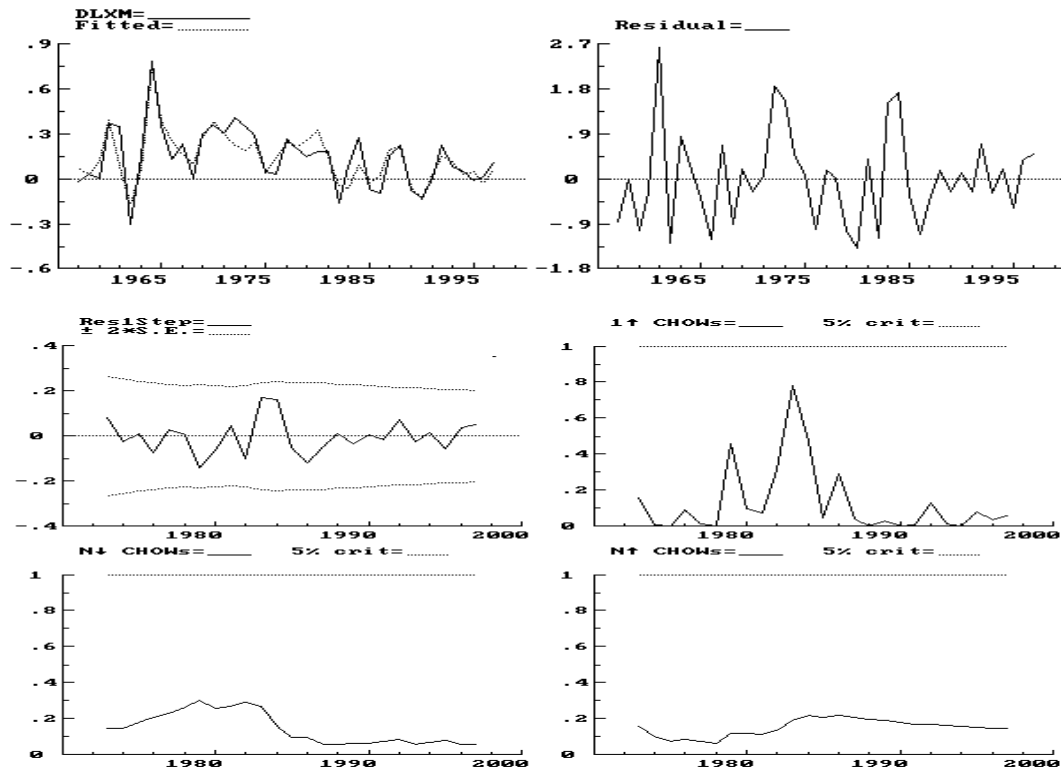 DLXM=
Fitted=
.9
.6
.3
0
-.3
-.6
1965 1975 1985 1995
Residual=
2.7
1.8
.9
0
-.9
-1.8
1965 1975 1985 1995
Res1Step=
± 2*S.E.=
.4
.2
0
-.2
-.4
1980 1990 2000
1↑ CHOWs= 5% crit=
1
.8
.6
.4
.2
0
1980 1990 2000
N↓ CHOWs= 5% crit=
1
.8
.6
.4
.2
0
1980 1990 2000
N↑ CHOWs= 5% crit=
1
.8
.6
.4
.2
0
1980 1990 2000